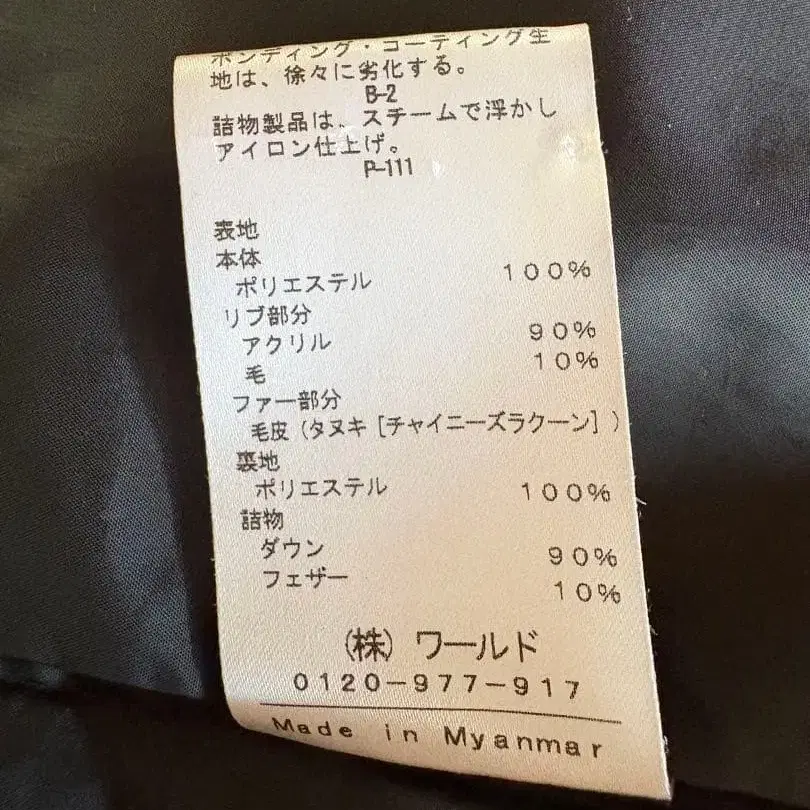 ボンディング・コーティング生
地は、徐々に劣化する。
B-2
詰物製品は、スチームで浮かし
アイロン仕上げ。
P-111
表地
本体
ポリエステル 100%
リブ部分
アクリル 90%
毛 10%
ファー部分
毛皮（タヌキ［チャイニーズラクーン］）
裏地
ポリエステル 100%
詰物
ダウン 90%
フェザー 10%
（株）ワールド
0120-977-917
Made in Myanmar